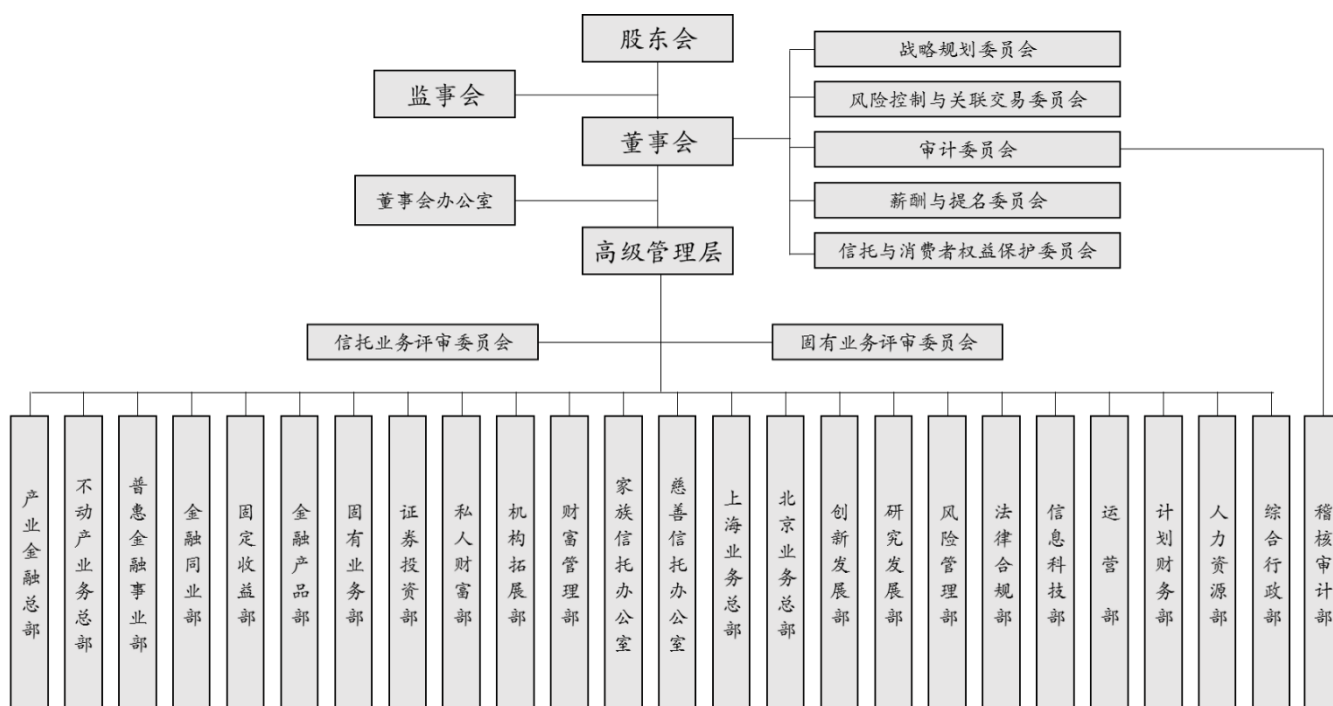 股东会
战略规划委员会
监事会
风险控制与关联交易委员会
董事会
审计委员会
董事会办公室
薪酬与提名委员会
高级管理层
信托与消费者权益保护委员会
信托业务评审委员会
固有业务评审委员会
产业金融总部
不动产业务总部
普惠金融事业部
金融同业部
固定收益部
金融产品部
固有业务部
证券投资部
私人财富部
机构拓展部
财富管理部
家族信托办公室
慈善信托办公室
上海业务总部
北京业务总部
创新发展部
研究发展部
风险管理部
法律合规部
信息科技部
运营部
计划财务部
人力资源部
综合行政部
稽核审计部